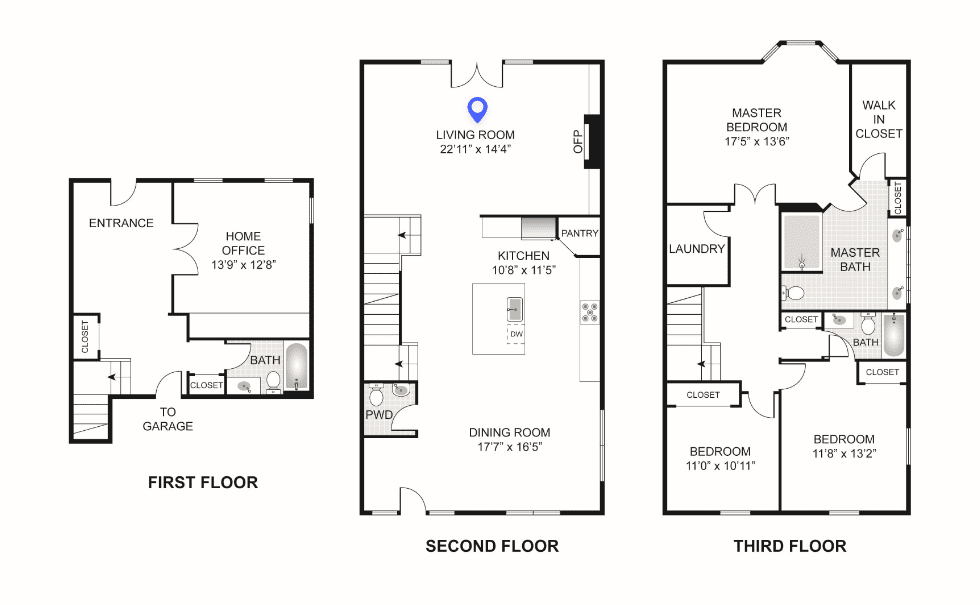 ENTRANCE
HOME
OFFICE
13'9" x 12'8"
CLOSET
BATH
CLOSET
TO
GARAGE
FIRST FLOOR
LIVING ROOM
22'11" x 14'4"
OFP
PANTRY
KITCHEN
10'8" x 11'5"
DW
PWD
DINING ROOM
17'7" x 16'5"
SECOND FLOOR
MASTER
BEDROOM
17'5" x 13'6"
WALK
IN
CLOSET
CLOSET
LAUNDRY
MASTER
BATH
CLOSET
BATH
CLOSET
CLOSET
BEDROOM
11'0" x 10'11"
BEDROOM
11'8" x 13'2"
THIRD FLOOR